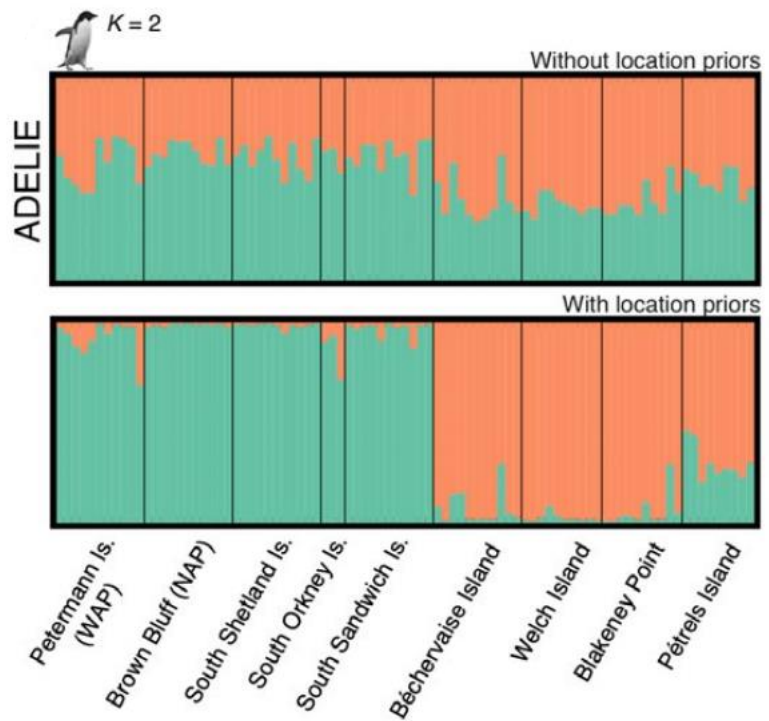 K = 2
Without location priors
ADELIE
With location priors
Petermann Is.
(WAP)
Brown Bluff (NAP)
South Shetland Is.
South Orkney Is.
South Sandwich Is.
Béchervaise Island
Welch Island
Blakeney Point
Pétrels Island